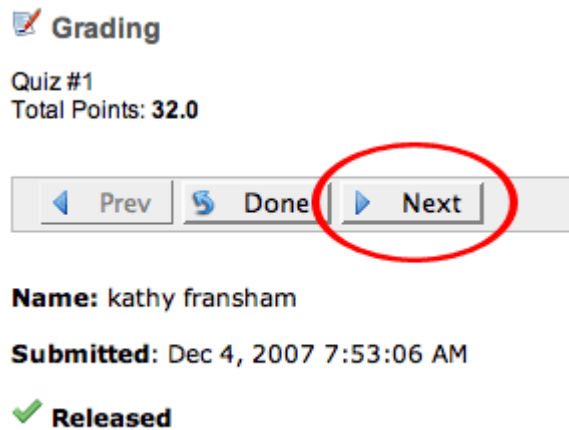 Grading
Quiz #1
Total Points: 32.0
Prev Done Next
Name: kathy fransham
Submitted: Dec 4, 2007 7:53:06 AM
Released